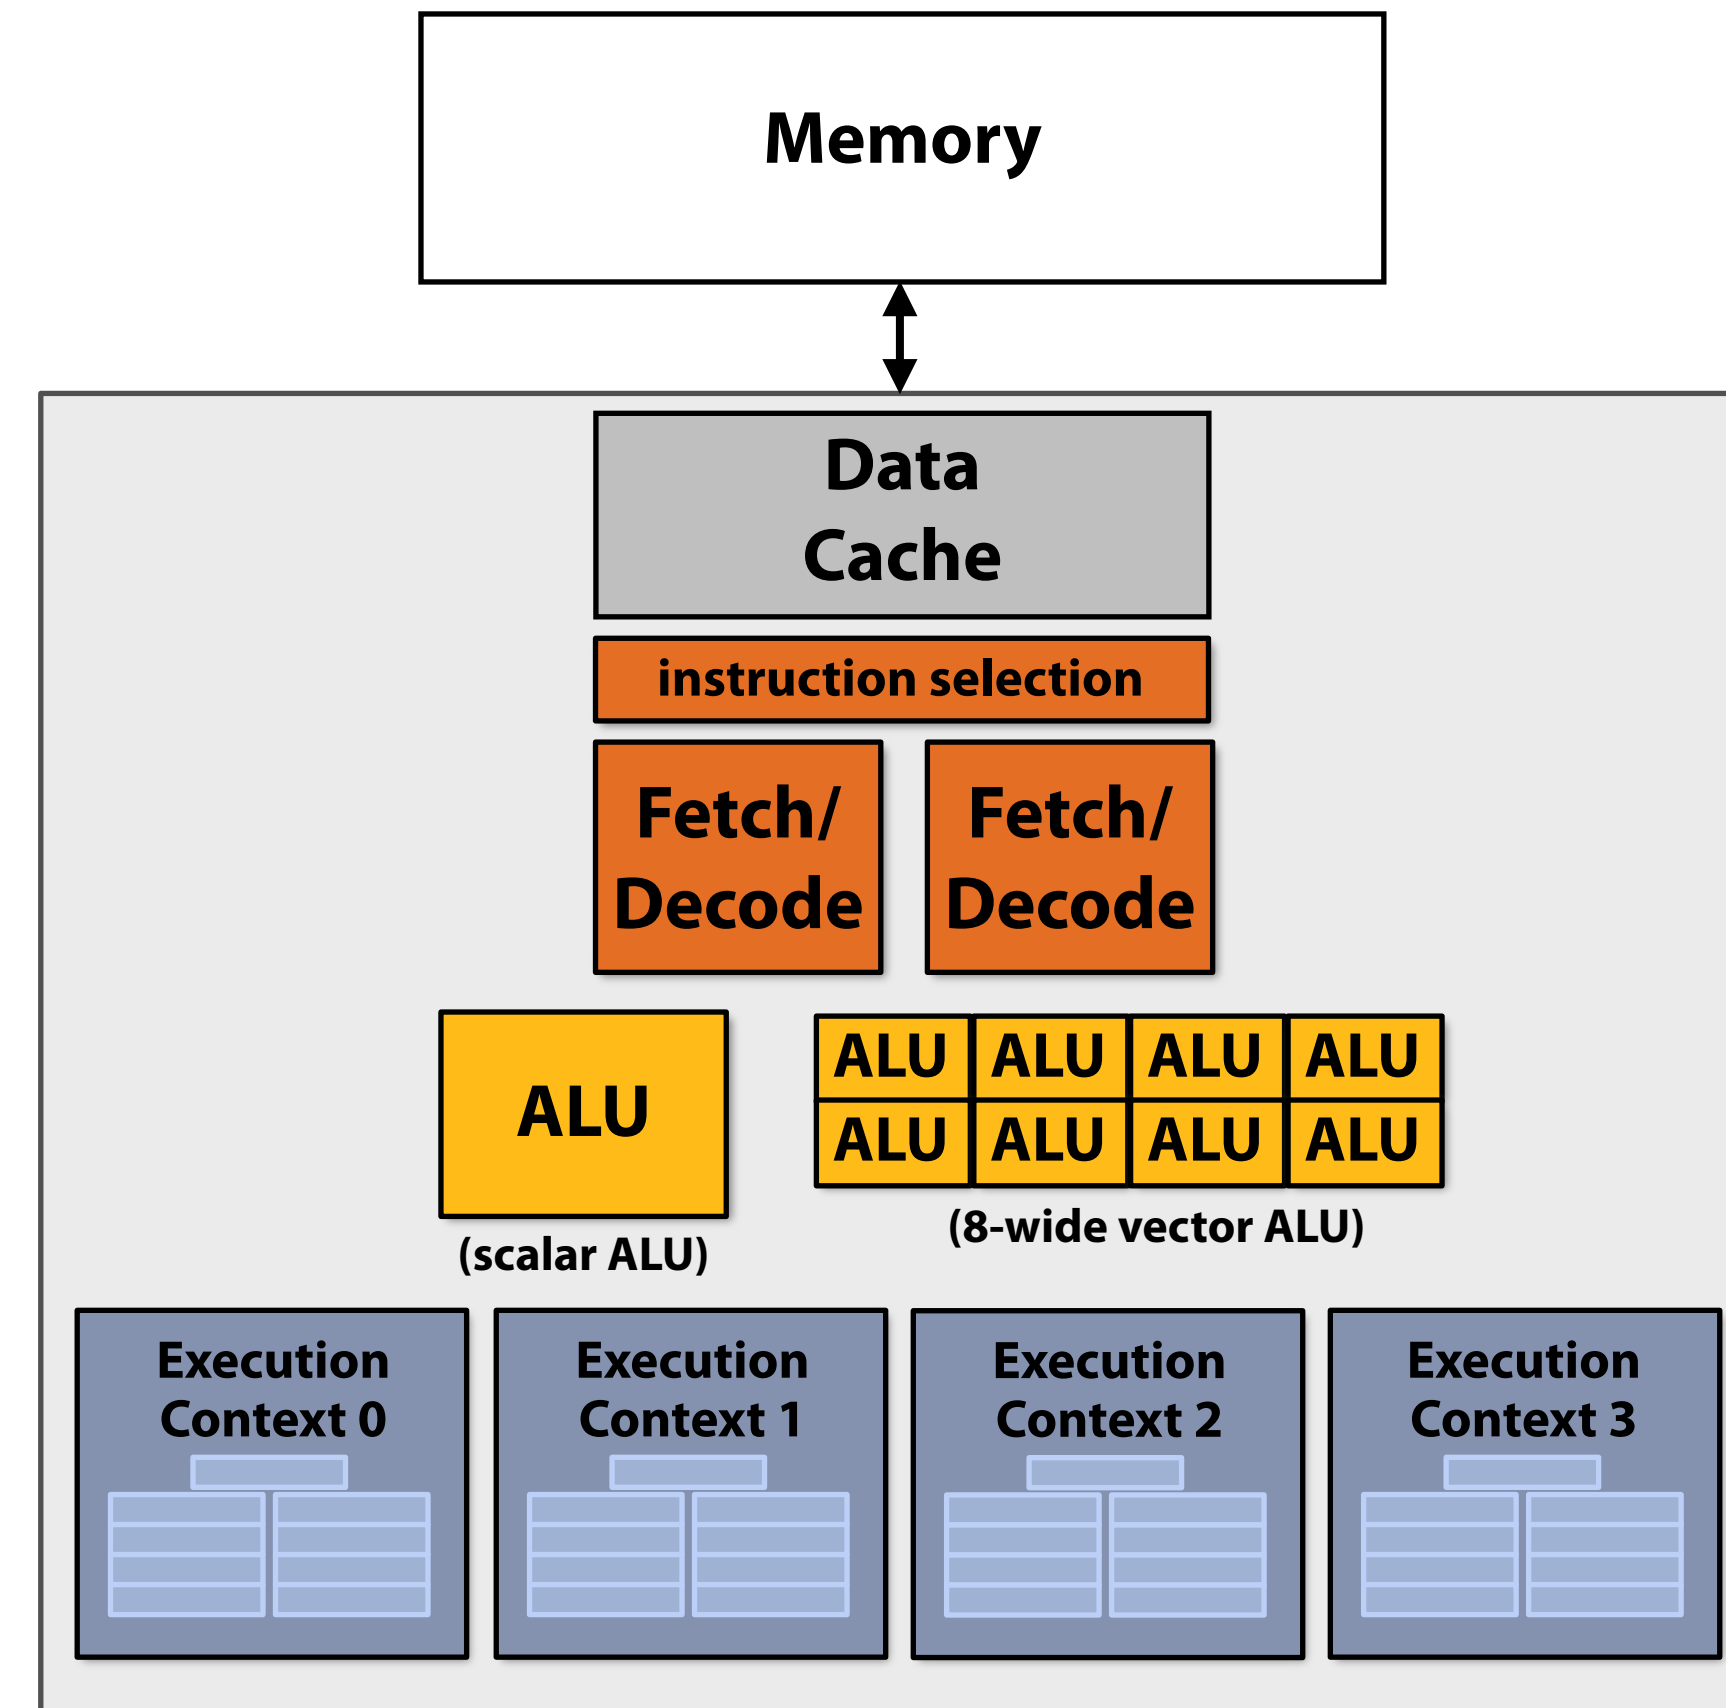 Memory
Data
Cache
instruction selection
Fetch/
Decode
Fetch/
Decode
ALU
(scalar ALU)
ALU ALU ALU ALU
ALU ALU ALU ALU
(8-wide vector ALU)
Execution
Context 0
Execution
Context 1
Execution
Context 2
Execution
Context 3